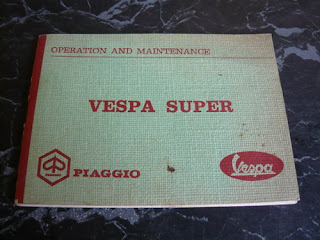 OPERATION AND MAINTENANCE
VESPA SUPER
PIAGGIO
Vespa